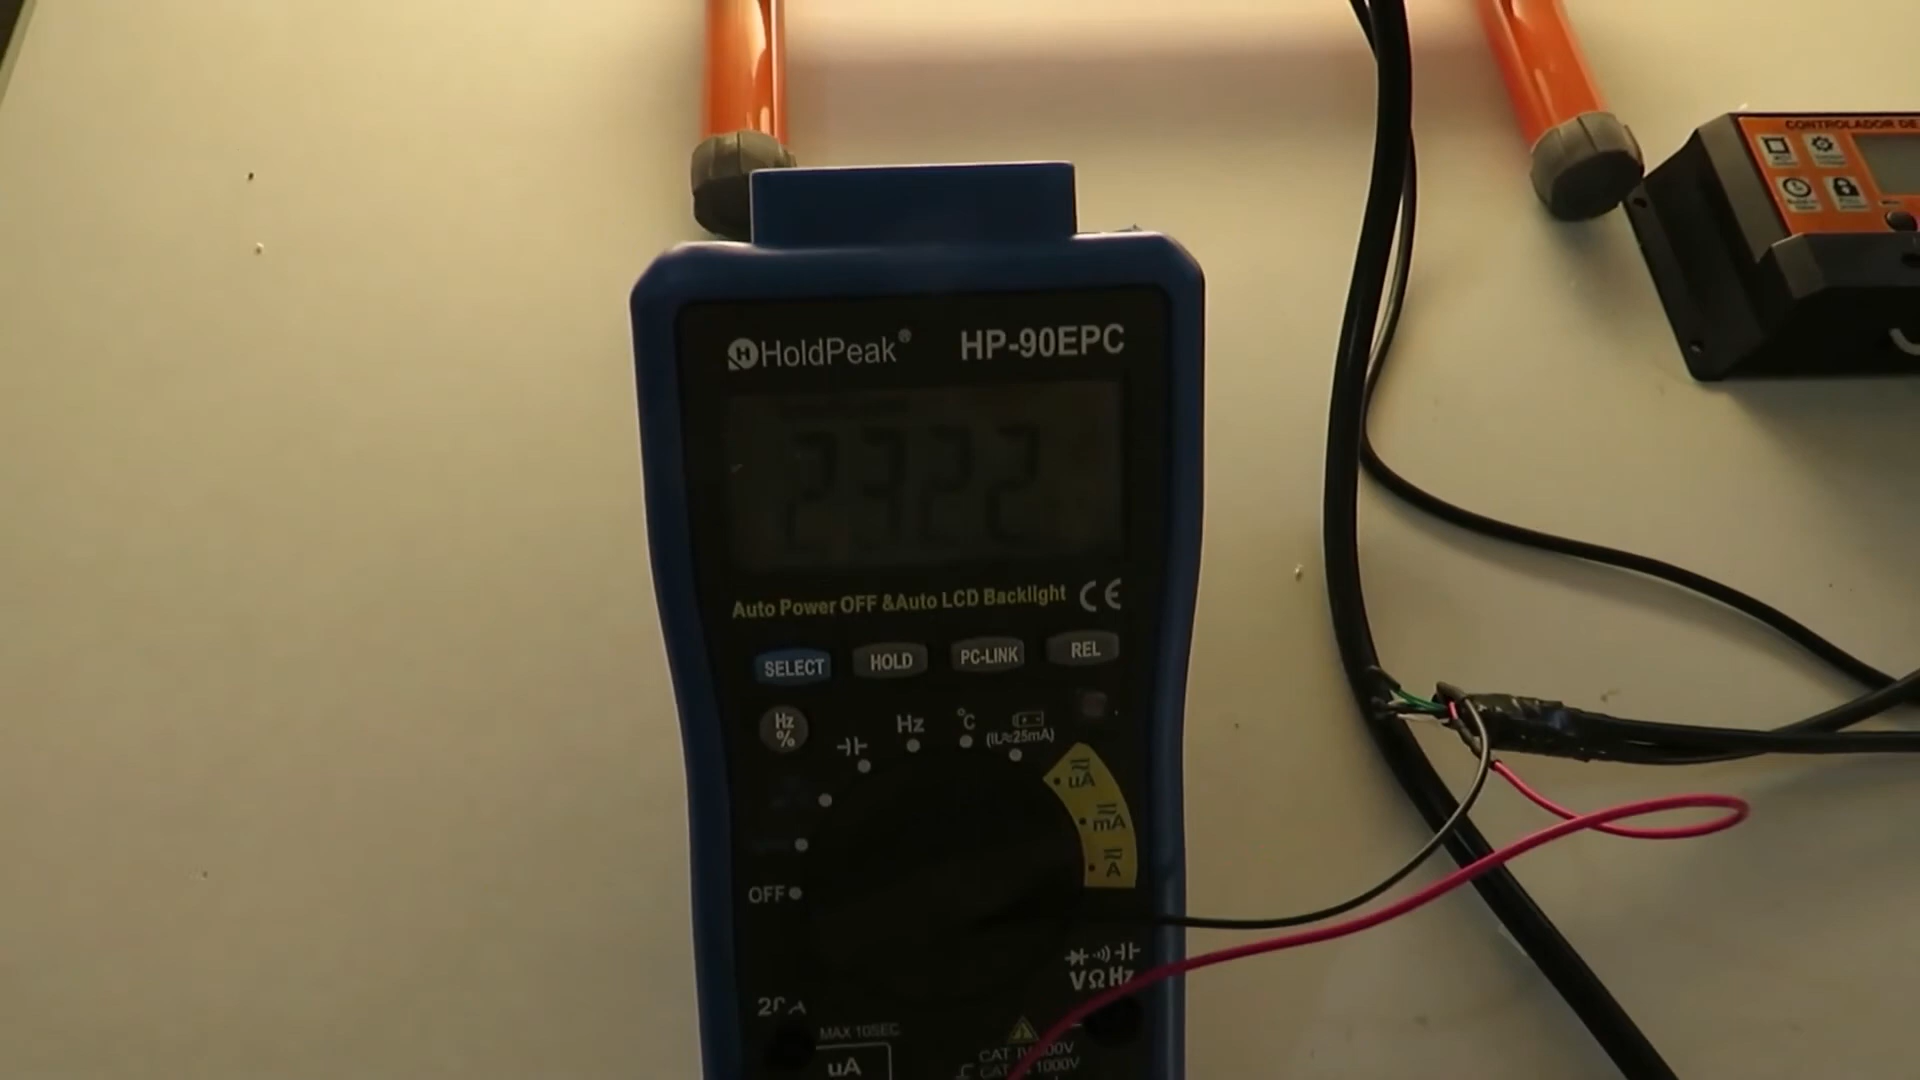 CONTROLADOR DE
HoldPeak® HP-90EPC
2322
Auto Power OFF &Auto LCD Backlight CE
SELECT HOLD PC-LINK REL
Hz
%
Hz
°C
(IL≈25mA)
uA
mA
A
OFF
VΩHz
MAX 10SEC
uA
1000V